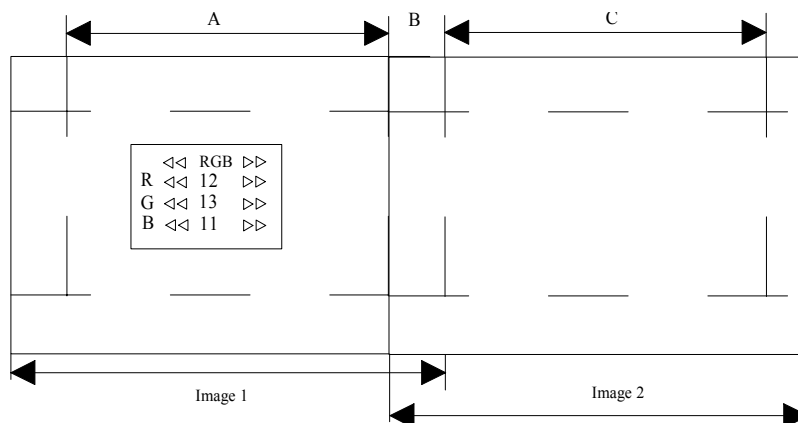 A B C
◁◁ RGB ▷▷
R ◁◁ 12 ▷▷
G ◁◁ 13 ▷▷
B ◁◁ 11 ▷▷
Image 1
Image 2